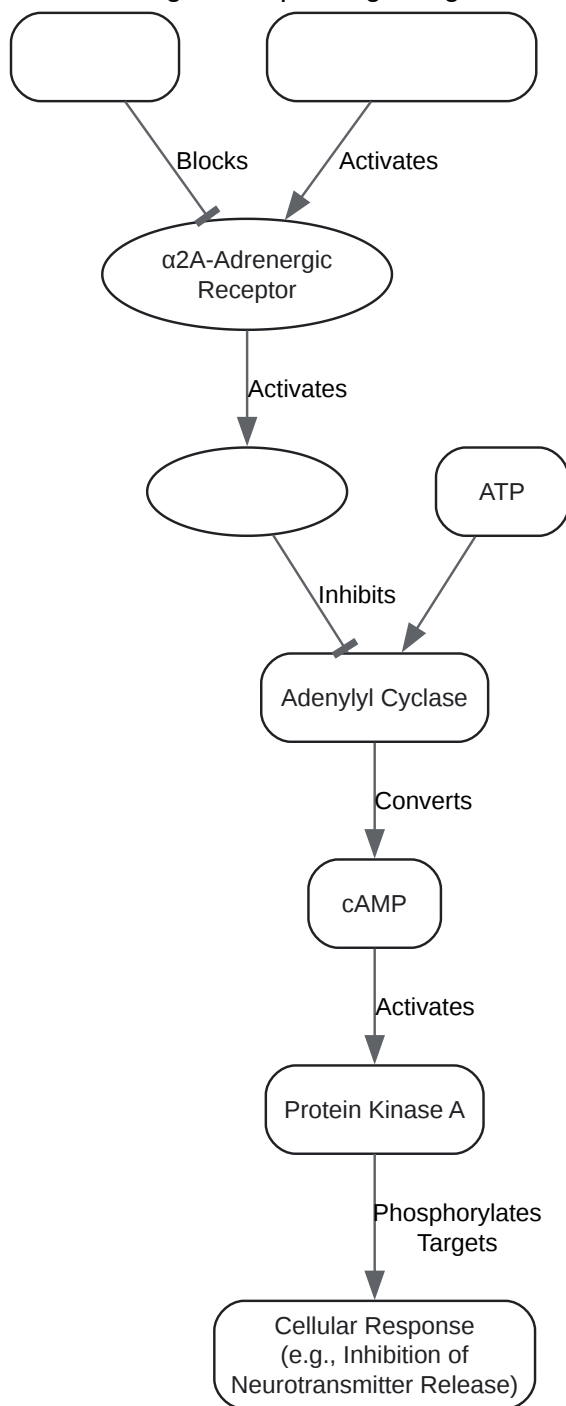 Blocks
Activates
α2A-Adrenergic
Receptor
Activates
ATP
Inhibits
Adenylyl Cyclase
Converts
cAMP
Activates
Protein Kinase A
Phosphorylates
Targets
Cellular Response
(e.g., Inhibition of
Neurotransmitter Release)